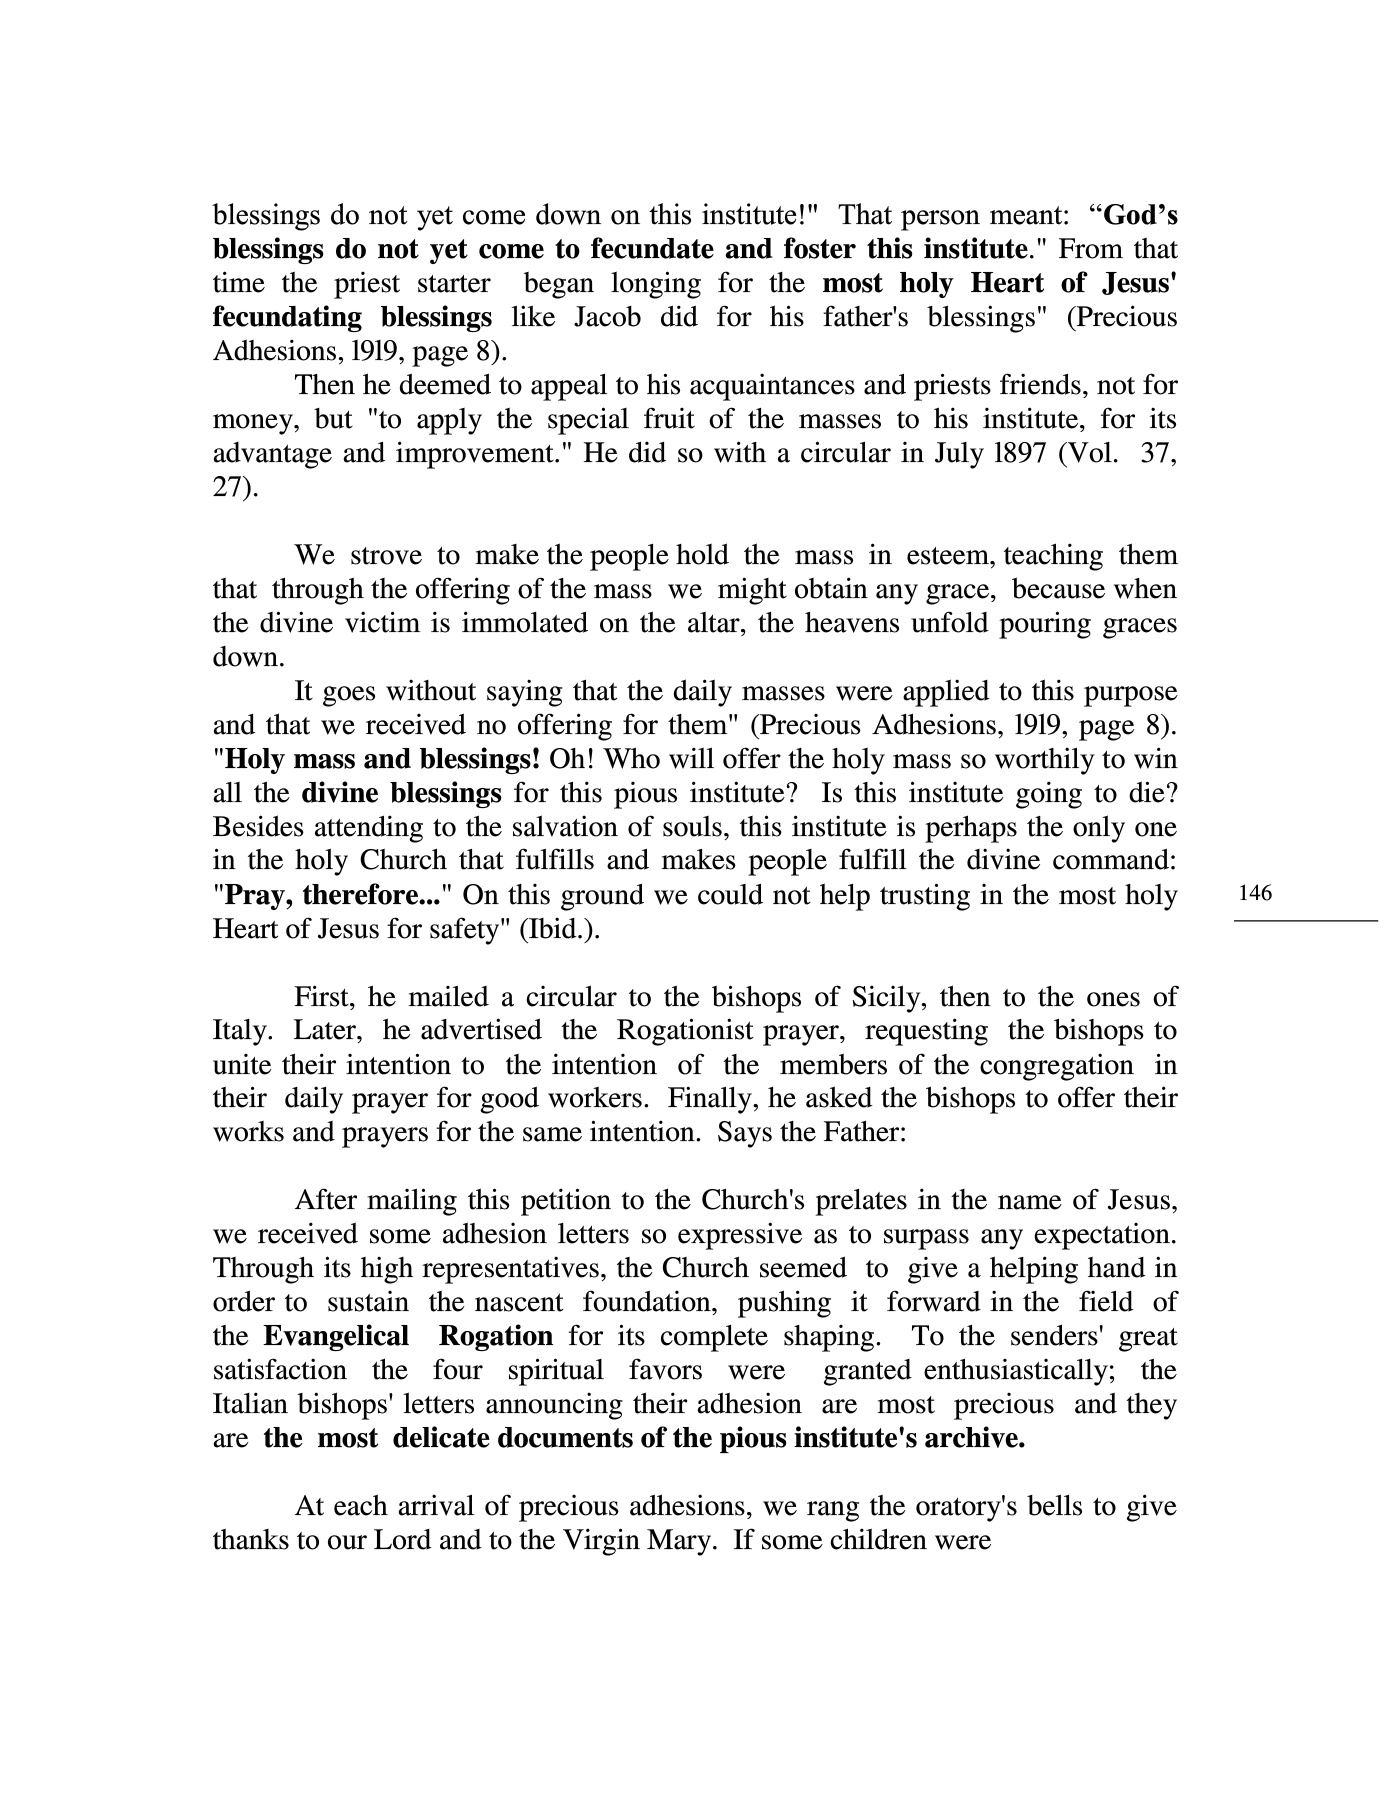 blessings do not yet come down on this institute!" That person meant: “God’s
blessings do not yet come to fecundate and foster this institute." From that
time the priest starter began longing for the most holy Heart of Jesus'
fecundating blessings like Jacob did for his father's blessings" (Precious
Adhesions, l9l9, page 8).
Then he deemed to appeal to his acquaintances and priests friends, not for
money, but "to apply the special fruit of the masses to his institute, for its
advantage and improvement." He did so with a circular in July l897 (Vol. 37,
27).
We strove to make the people hold the mass in esteem, teaching them
that through the offering of the mass we might obtain any grace, because when
the divine victim is immolated on the altar, the heavens unfold pouring graces
down.
It goes without saying that the daily masses were applied to this purpose
and that we received no offering for them" (Precious Adhesions, l9l9, page 8).
"Holy mass and blessings! Oh! Who will offer the holy mass so worthily to win
all the divine blessings for this pious institute? Is this institute going to die?
Besides attending to the salvation of souls, this institute is perhaps the only one
in the holy Church that fulfills and makes people fulfill the divine command:
"Pray, therefore..." On this ground we could not help trusting in the most holy
Heart of Jesus for safety" (Ibid.).
146
First, he mailed a circular to the bishops of Sicily, then to the ones of
Italy. Later, he advertised the Rogationist prayer, requesting the bishops to
unite their intention to the intention of the members of the congregation in
their daily prayer for good workers. Finally, he asked the bishops to offer their
works and prayers for the same intention. Says the Father:
After mailing this petition to the Church's prelates in the name of Jesus,
we received some adhesion letters so expressive as to surpass any expectation.
Through its high representatives, the Church seemed to give a helping hand in
order to sustain the nascent foundation, pushing it forward in the field of
the Evangelical Rogation for its complete shaping. To the senders' great
satisfaction the four spiritual favors were granted enthusiastically; the
Italian bishops' letters announcing their adhesion are most precious and they
are the most delicate documents of the pious institute's archive.
At each arrival of precious adhesions, we rang the oratory's bells to give
thanks to our Lord and to the Virgin Mary. If some children were